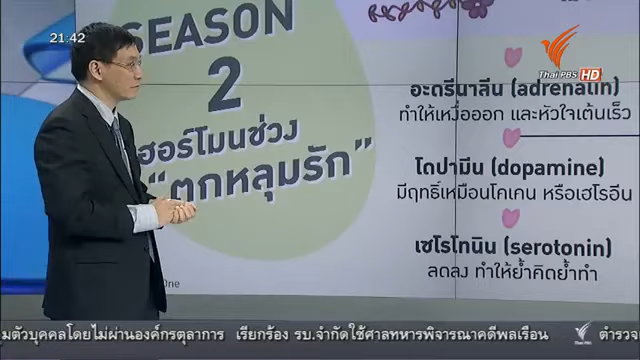 21:42
SEASON
2
ฮอร์โมนช่วง
“ตกหลุมรัก”
Thai PBS HD
อะดรีนาลีน (adrenalin)
ทำให้เหงื่อออก และหัวใจเต้นเร็ว
โดปามีน (dopamine)
มีฤทธิ์เหมือนโคเคน หรือเฮโรอีน
เซโรโทนิน (serotonin)
ลดลง ทำให้ย้ำคิดย้ำทำ
One
ุมตัวบุคคลโดยไม่ผ่านองค์กรตุลาการ เรียกร้อง รบ.จำกัดใช้ศาลทหารพิจารณาคดีพลเรือน Thai PBS ตำรวจ